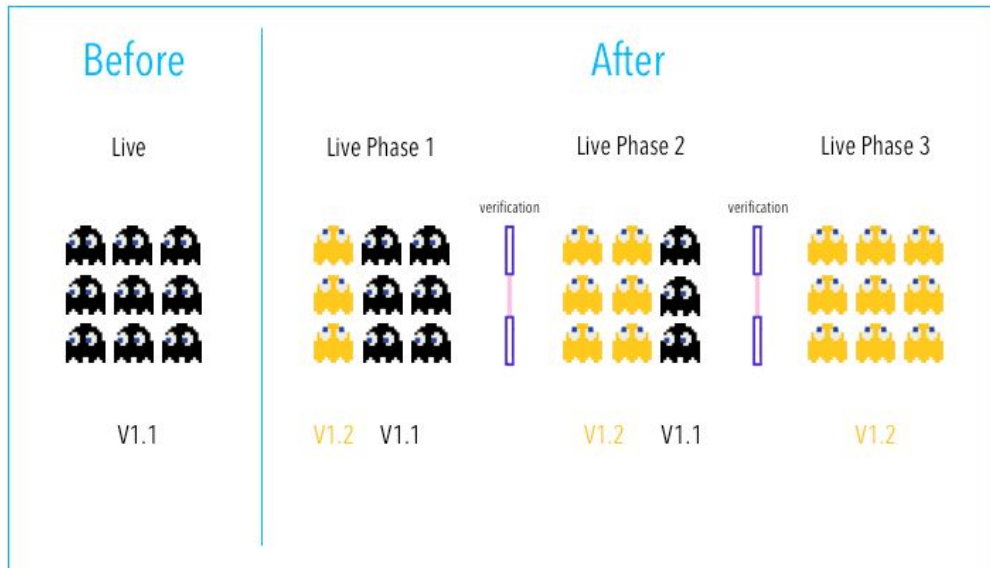 Before
After
Live
Live Phase 1
Live Phase 2
Live Phase 3
verification
verification
V1.1
V1.2 V1.1
V1.2 V1.1
V1.2